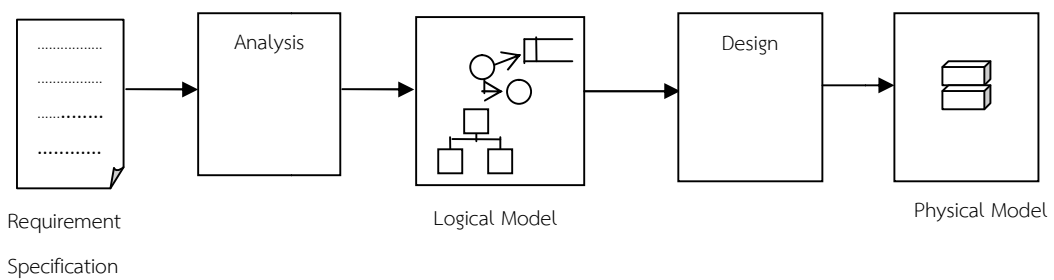 Analysis
Design
Requirement
Specification
Logical Model
Physical Model